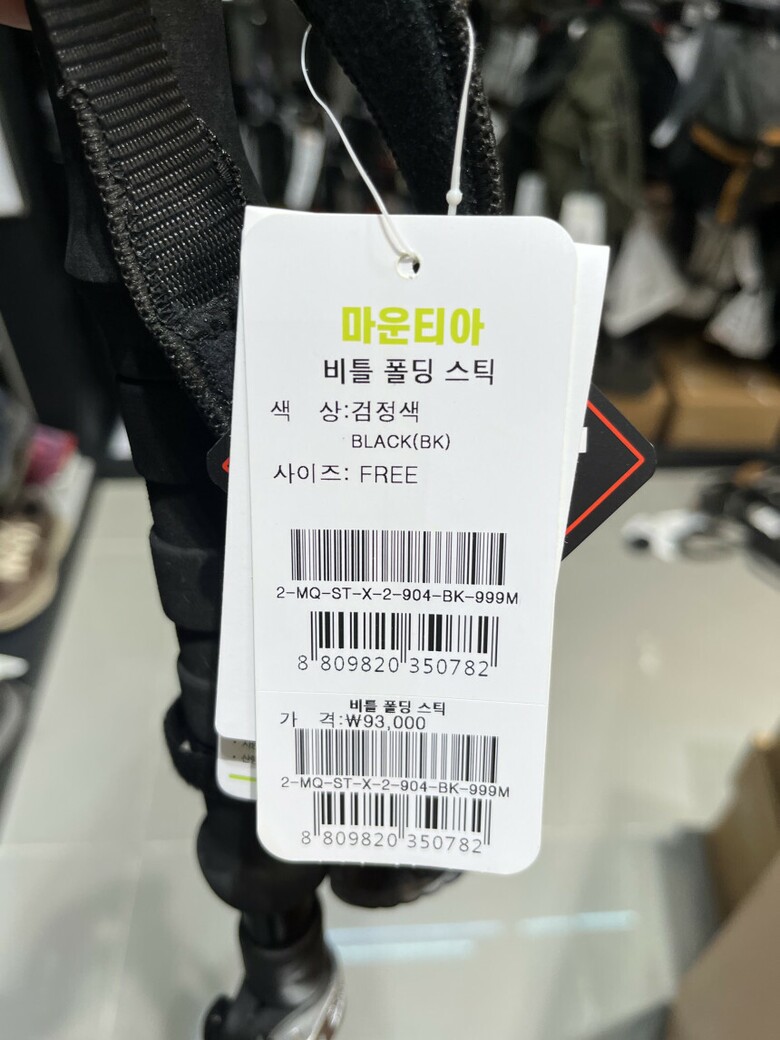 마운티아
비틀 폴딩 스틱
색 상:검정색
BLACK(BK)
사이즈: FREE
2-MQ-ST-X-2-904-BK-999M
8 809820 350782
비틀 폴딩 스틱
가 격:₩93,000
2-MQ-ST-X-2-904-BK-999M
8 809820 350782